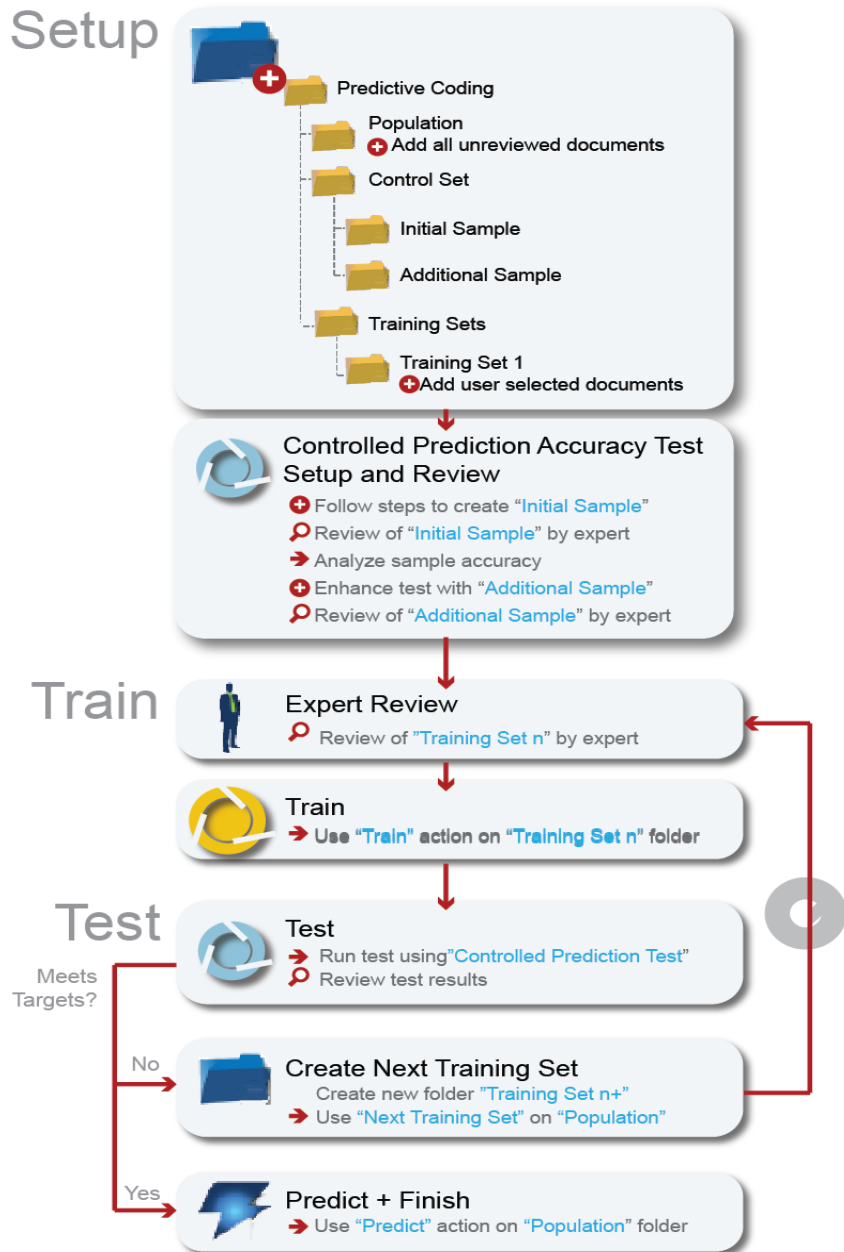 Setup
Predictive Coding
Population
Add all unreviewed documents
Control Set
Initial Sample
Additional Sample
Training Sets
Training Set 1
Add user selected documents
Controlled Prediction Accuracy Test
Setup and Review
Follow steps to create “Initial Sample”
Review of “Initial Sample” by expert
Analyze sample accuracy
Enhance test with “Additional Sample”
Review of “Additional Sample” by expert
Train
Expert Review
Review of ”Training Set n” by expert
Train
Use “Train” action on “Training Set n” folder
Test
Test
Run test using”Controlled Prediction Test”
Review test results
Meets
Targets?
No
Create Next Training Set
Create new folder ”Training Set n+”
Use “Next Training Set” on “Population”
Yes
Predict + Finish
Use “Predict” action on “Population” folder